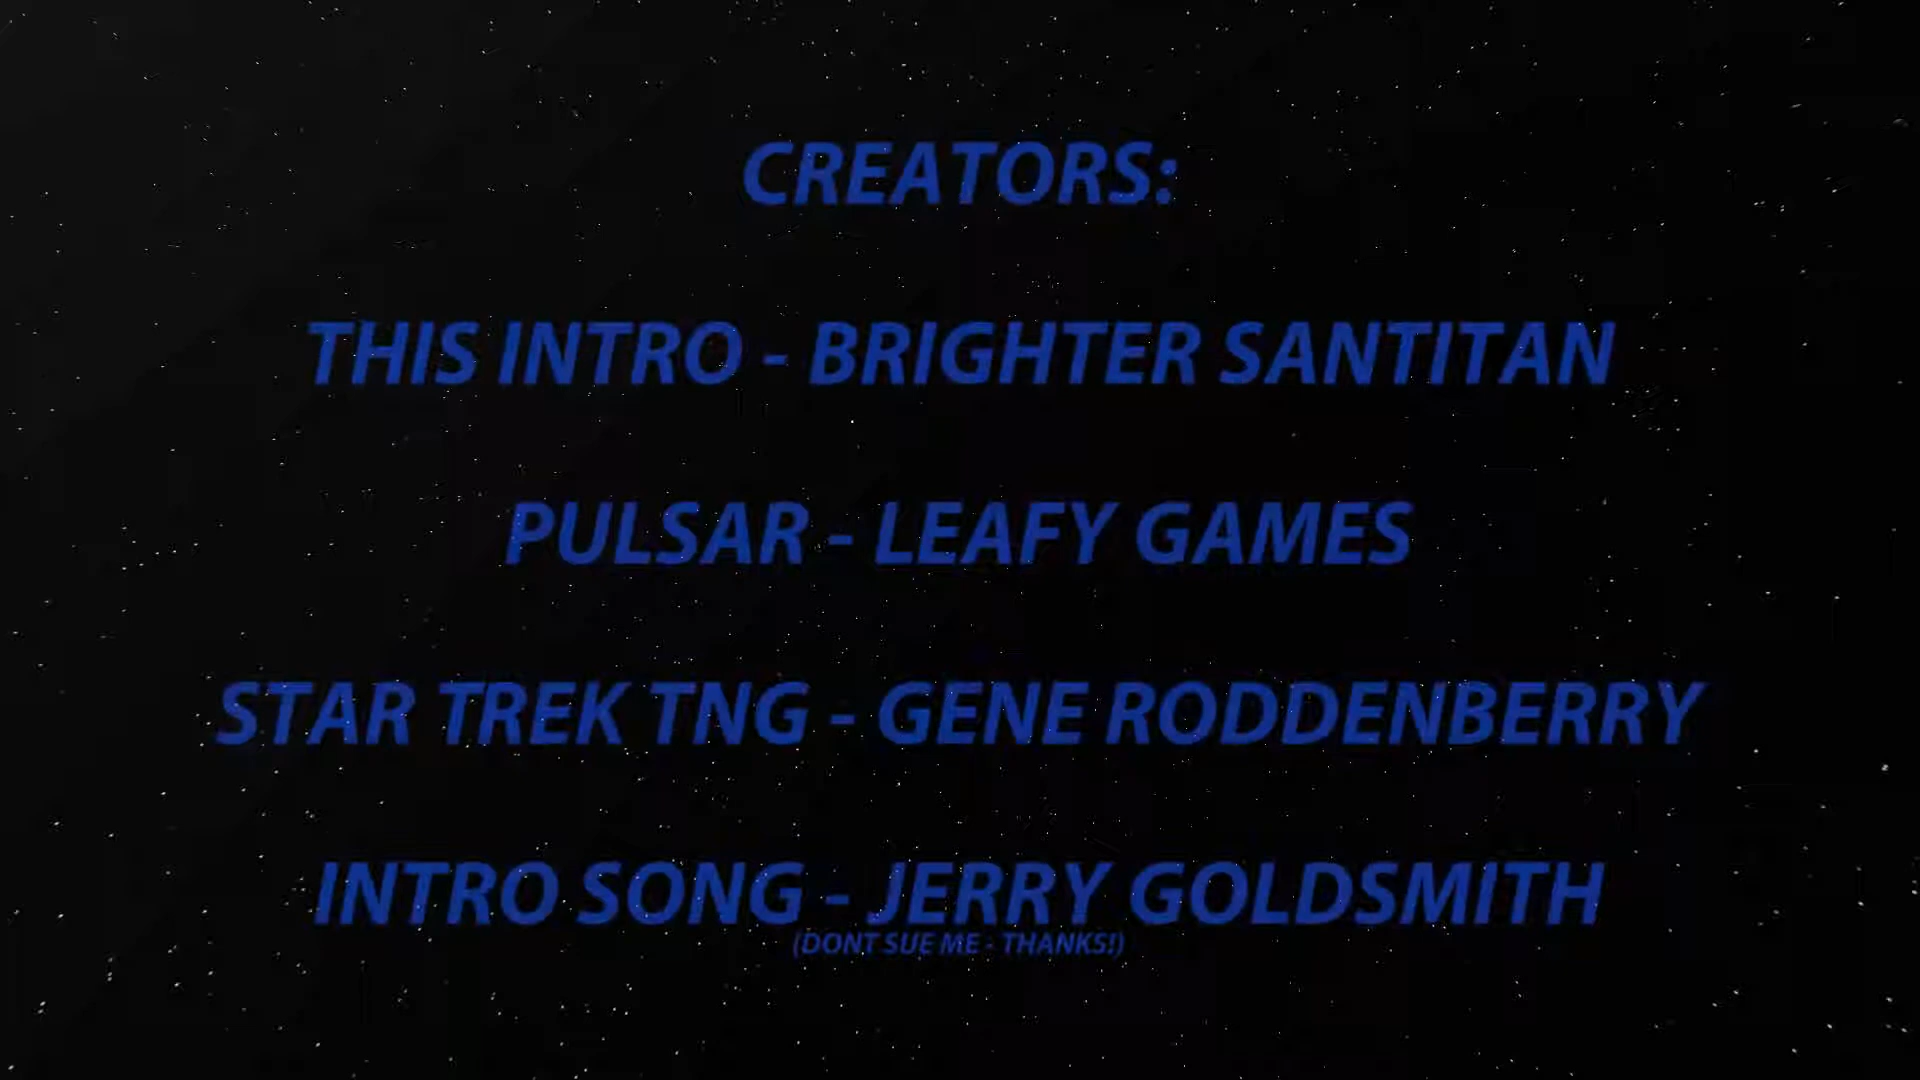 CREATORS:
THIS INTRO - BRIGHTER SANTITAN
PULSAR - LEAFY GAMES
STAR TREK TNG - GENE RODDENBERRY
INTRO SONG - JERRY GOLDSMITH
(DONT SUE ME - THANKS!)